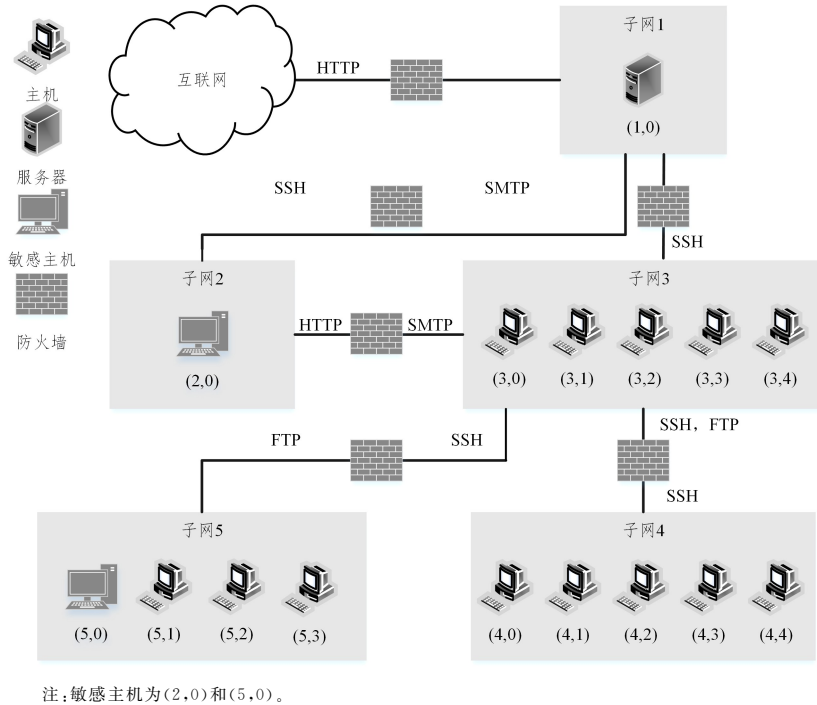 主机
服务器
敏感主机
防火墙
互联网
HTTP
子网1
(1,0)
SSH
SMTP
SSH
子网2
(2,0)
HTTP
SMTP
子网3
(3,0)
(3,1)
(3,2)
(3,3)
(3,4)
FTP
SSH
SSH，FTP
SSH
子网5
(5,0)
(5,1)
(5,2)
(5,3)
子网4
(4,0)
(4,1)
(4,2)
(4,3)
(4,4)
注:敏感主机为(2,0)和(5,0)。